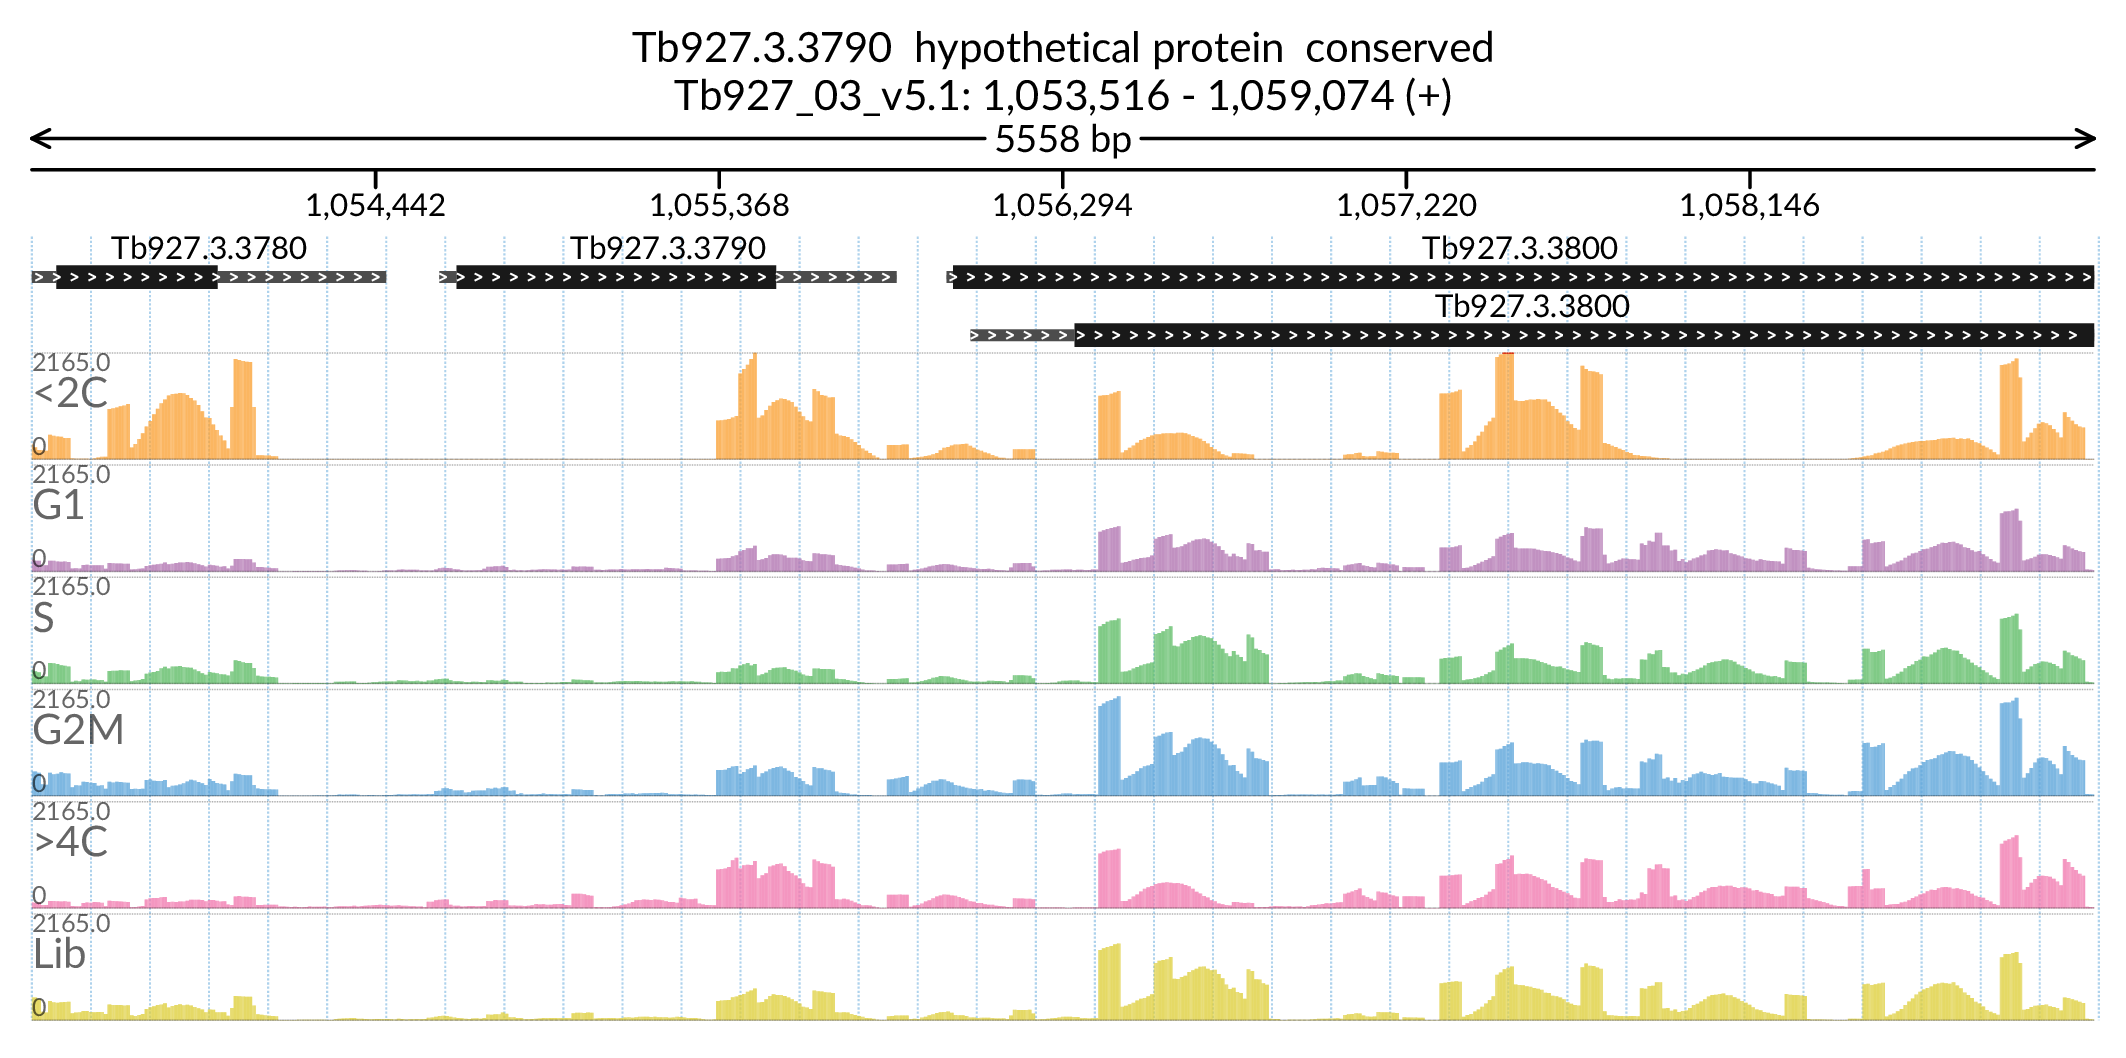 Tb927.3.3790  hypothetical protein  conserved
Tb927_03_v5.1: 1,053,516 - 1,059,074 (+)
5558 bp
1,054,442 1,055,368 1,056,294 1,057,220 1,058,146
Tb927.3.3780 Tb927.3.3790 Tb927.3.3800
Tb927.3.3800
2165.0
<2C
0
2165.0
G1
0
2165.0
S
0
2165.0
G2M
0
2165.0
>4C
0
2165.0
Lib
0